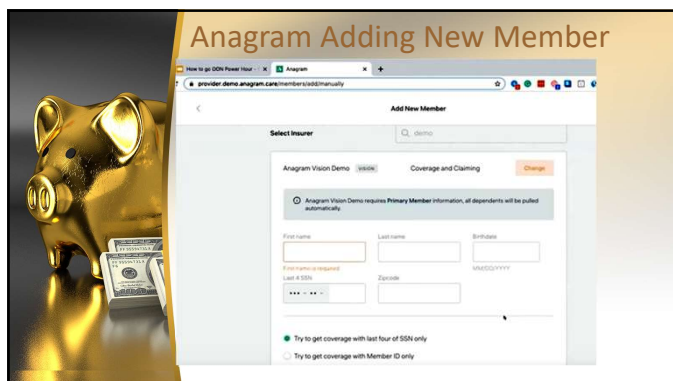 Anagram Adding New Member
How to go OON Power Hour -
Anagram
provider.demo.anagram.care/members/add/manually
Add New Member
Select Insurer
demo
Anagram Vision Demo VISION Coverage and Claiming Change
Anagram Vision Demo requires Primary Member information, all dependents will be pulled
automatically.
First name Last name Birthdate
First name is required MM/DD/YYYY
Last 4 SSN Zipcode
••• - •• -
Try to get coverage with last four of SSN only
Try to get coverage with Member ID only